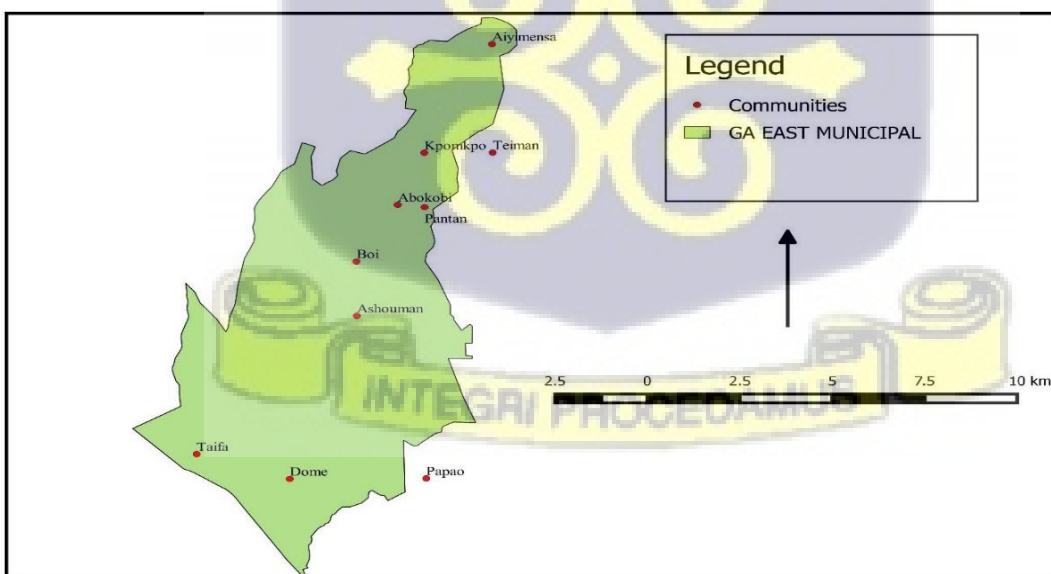 Aiyimensa
Legend
Communities
GA EAST MUNICIPAL
Kpomkpo
Teiman
Abokobi
Pantan
Boi
Ashouman
2.5 0 2.5 5 7.5 10 km
INTEGRI PROCEDAMUS
Taifa
Dome
Papao